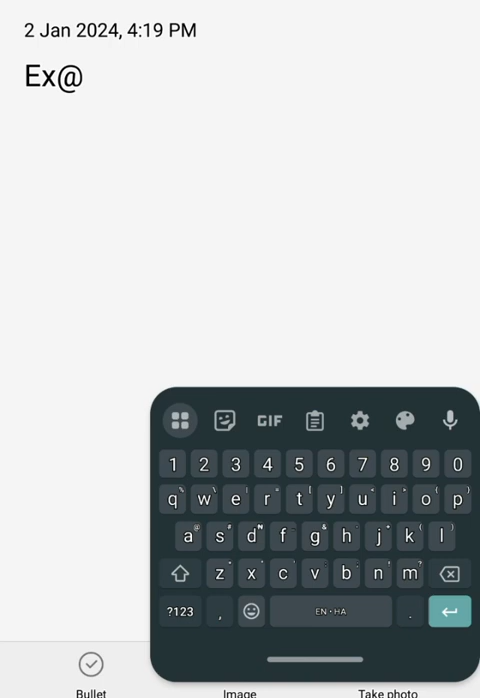 2 Jan 2024, 4:19 PM
Ex@
GIF
1 2 3 4 5 6 7 8 9 0
q w e r t y u i o p
a s d f g h j k l
z x c v b n m
?123 , EN • HA .
Bullet Image Take photo